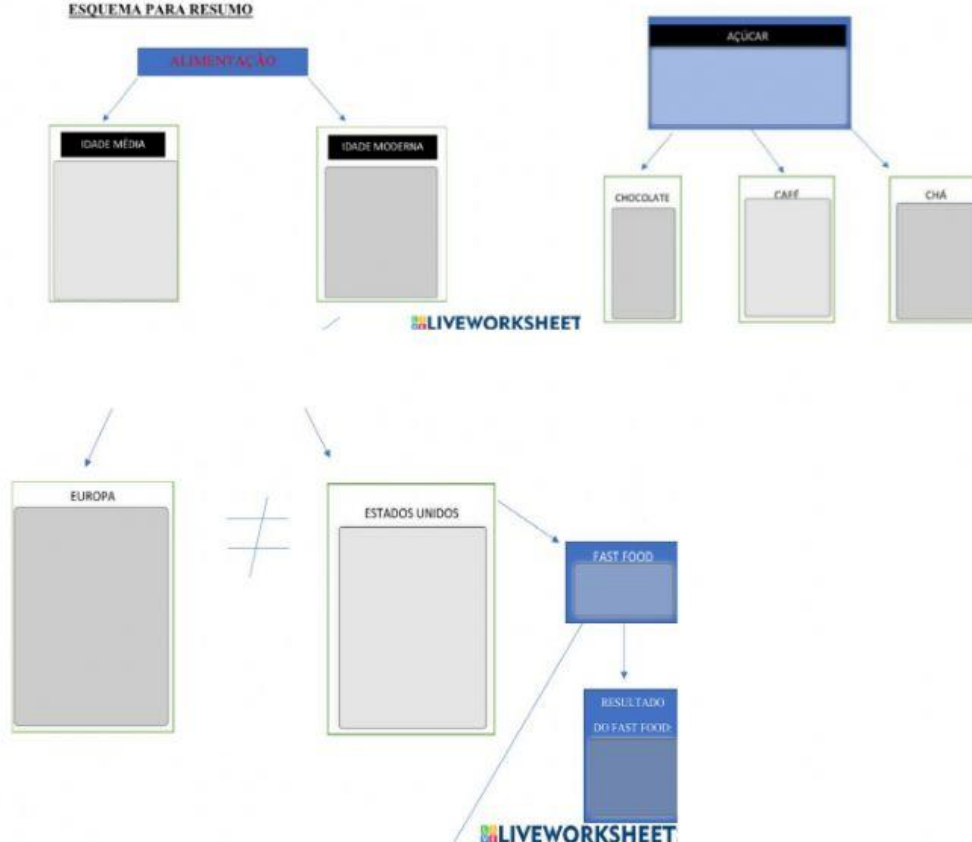 ESQUEMA PARA RESUMO
ALIMENTAÇÃO
IDADE MÉDIA
IDADE MODERNA
AÇÚCAR
CHOCOLATE
CAFÉ
CHÁ
LIVEWORKSHEET
EUROPA
ESTADOS UNIDOS
FAST FOOD
RESULTADO
DO FAST FOOD:
LIVEWORKSHEET